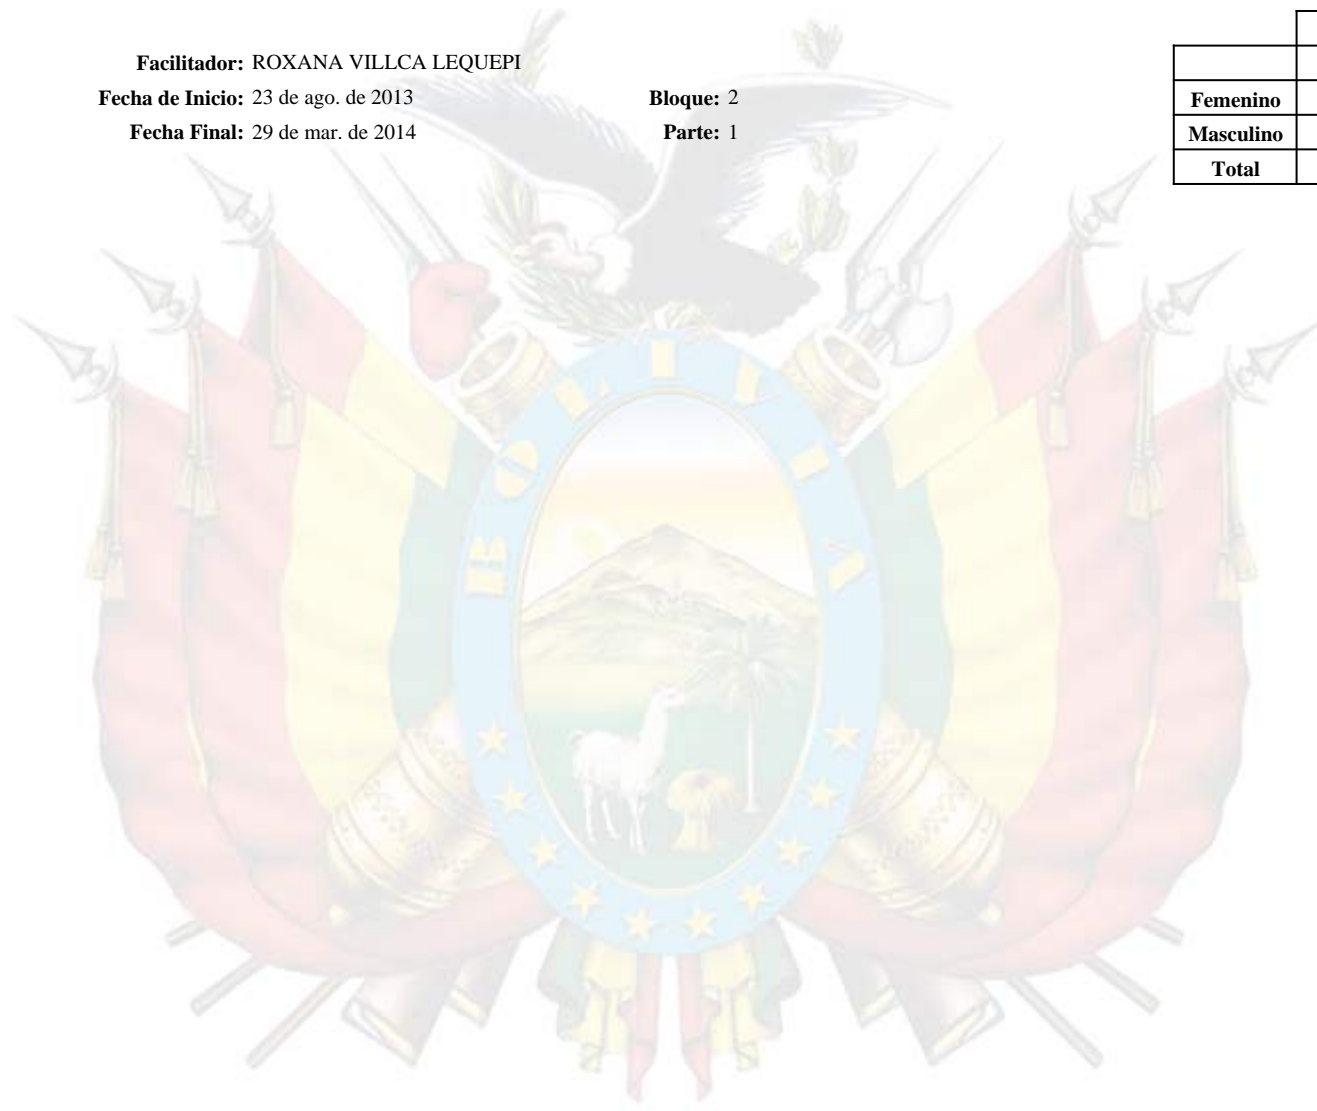 Facilitador: ROXANA VILLCA LEQUEPI
Fecha de Inicio: 23 de ago. de 2013 Bloque: 2
Fecha Final: 29 de mar. de 2014 Parte: 1
Femenino
Masculino
Total
BOLIVIA